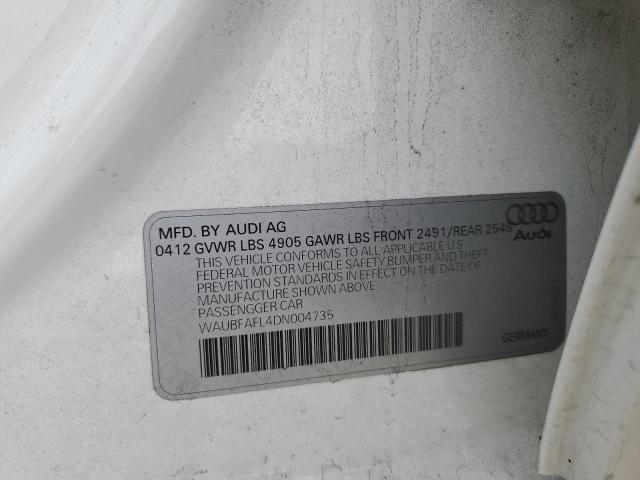 MFD. BY AUDI AG
0412 GVWR LBS 4905 GAWR LBS FRONT 2491/REAR 2546
THIS VEHICLE CONFORMS TO ALL APPLICABLE U.S
FEDERAL MOTOR VEHICLE SAFETY BUMPER AND THEFT
PREVENTION STANDARDS IN EFFECT ON THE DATE OF
MANUFACTURE SHOWN ABOVE
PASSENGER CAR
WAUBFAFL4DN004735
Audi